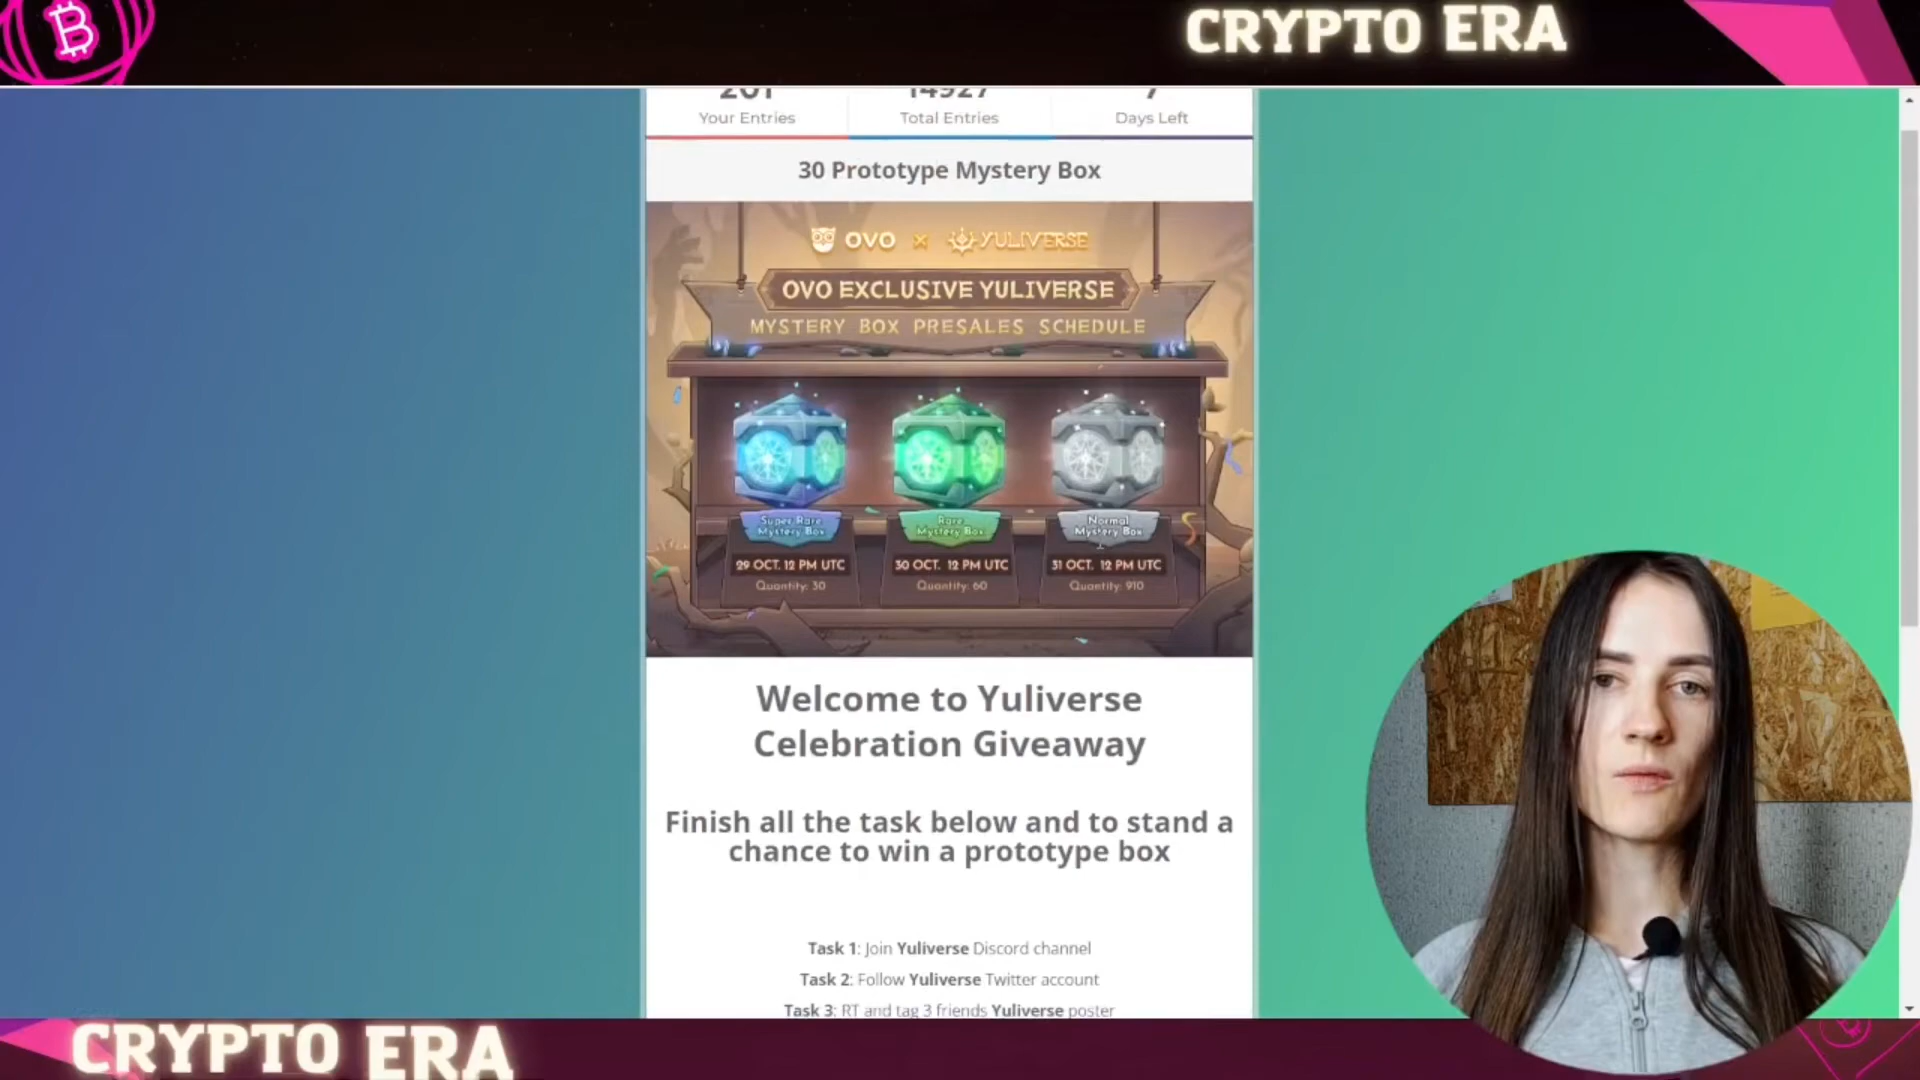 CRYPTO ERA
201 14927 7
Your Entries Total Entries Days Left
30 Prototype Mystery Box
OVO × YULIVERSE
OVO EXCLUSIVE YULIVERSE
MYSTERY BOX PRESALES SCHEDULE
Super Rare Mystery Box
Rare Mystery Box
Normal Mystery Box
29 OCT. 12 PM UTC 30 OCT. 12 PM UTC 31 OCT. 12 PM UTC
Quantity: 30 Quantity: 60 Quantity: 910
Welcome to Yuliverse
Celebration Giveaway
Finish all the task below and to stand a
chance to win a prototype box
Task 1: Join Yuliverse Discord channel
Task 2: Follow Yuliverse Twitter account
Task 3: RT and tag 3 friends Yuliverse poster
CRYPTO ERA